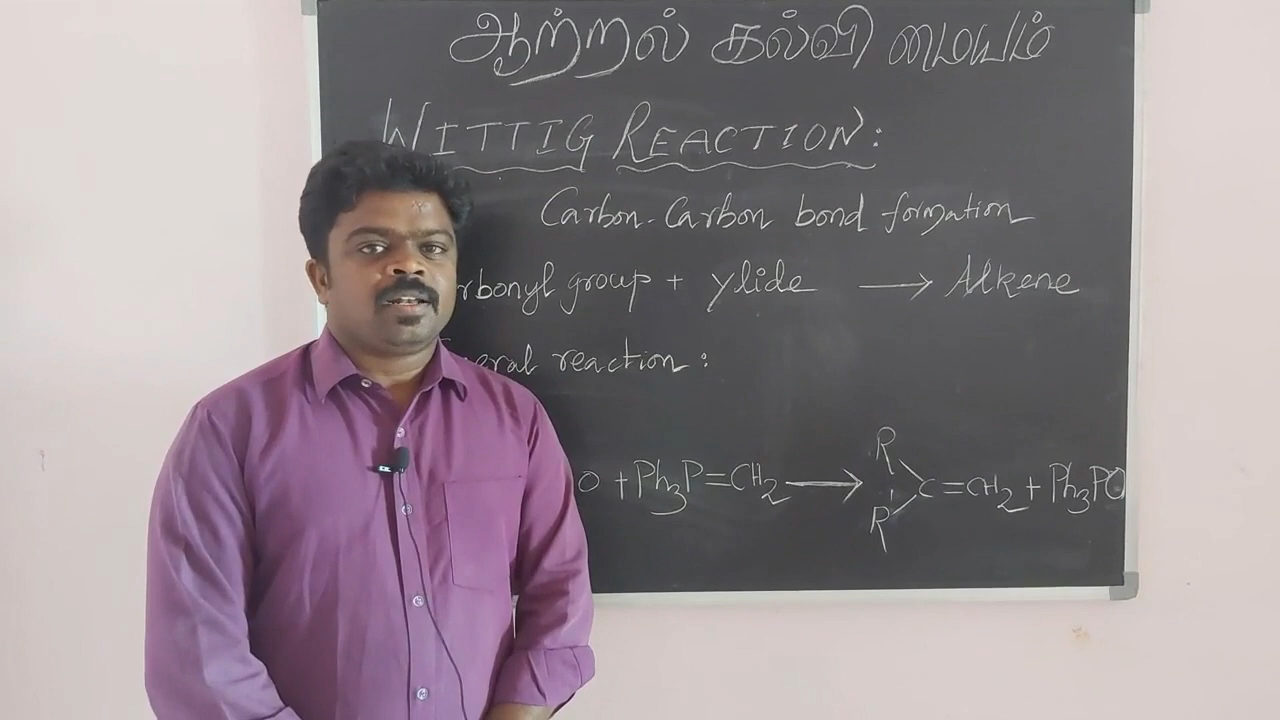 ஆற்றல் கல்வி மையம்
WITTIG REACTION:
Carbon-Carbon bond formation
rbonyl group + ylide → Alkene
eral reaction:
R
O + Ph₃P=CH₂ → C=CH₂ + Ph₃PO
R'